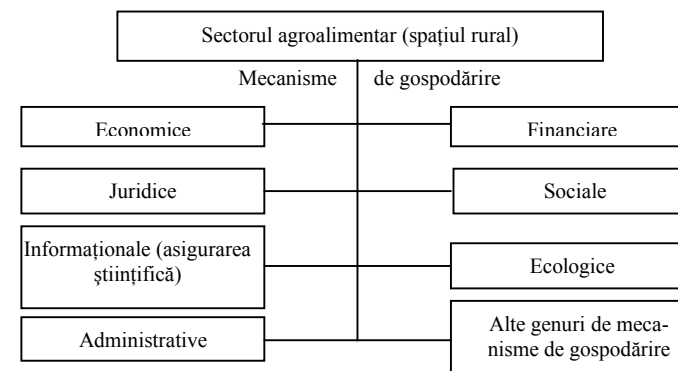 Sectorul agroalimentar (spațiul rural)
Mecanisme de gospodărire
Economice
Financiare
Juridice
Sociale
Informaționale (asigurarea
ştiințifică)
Ecologice
Administrative
Alte genuri de meca-
nisme de gospodărire